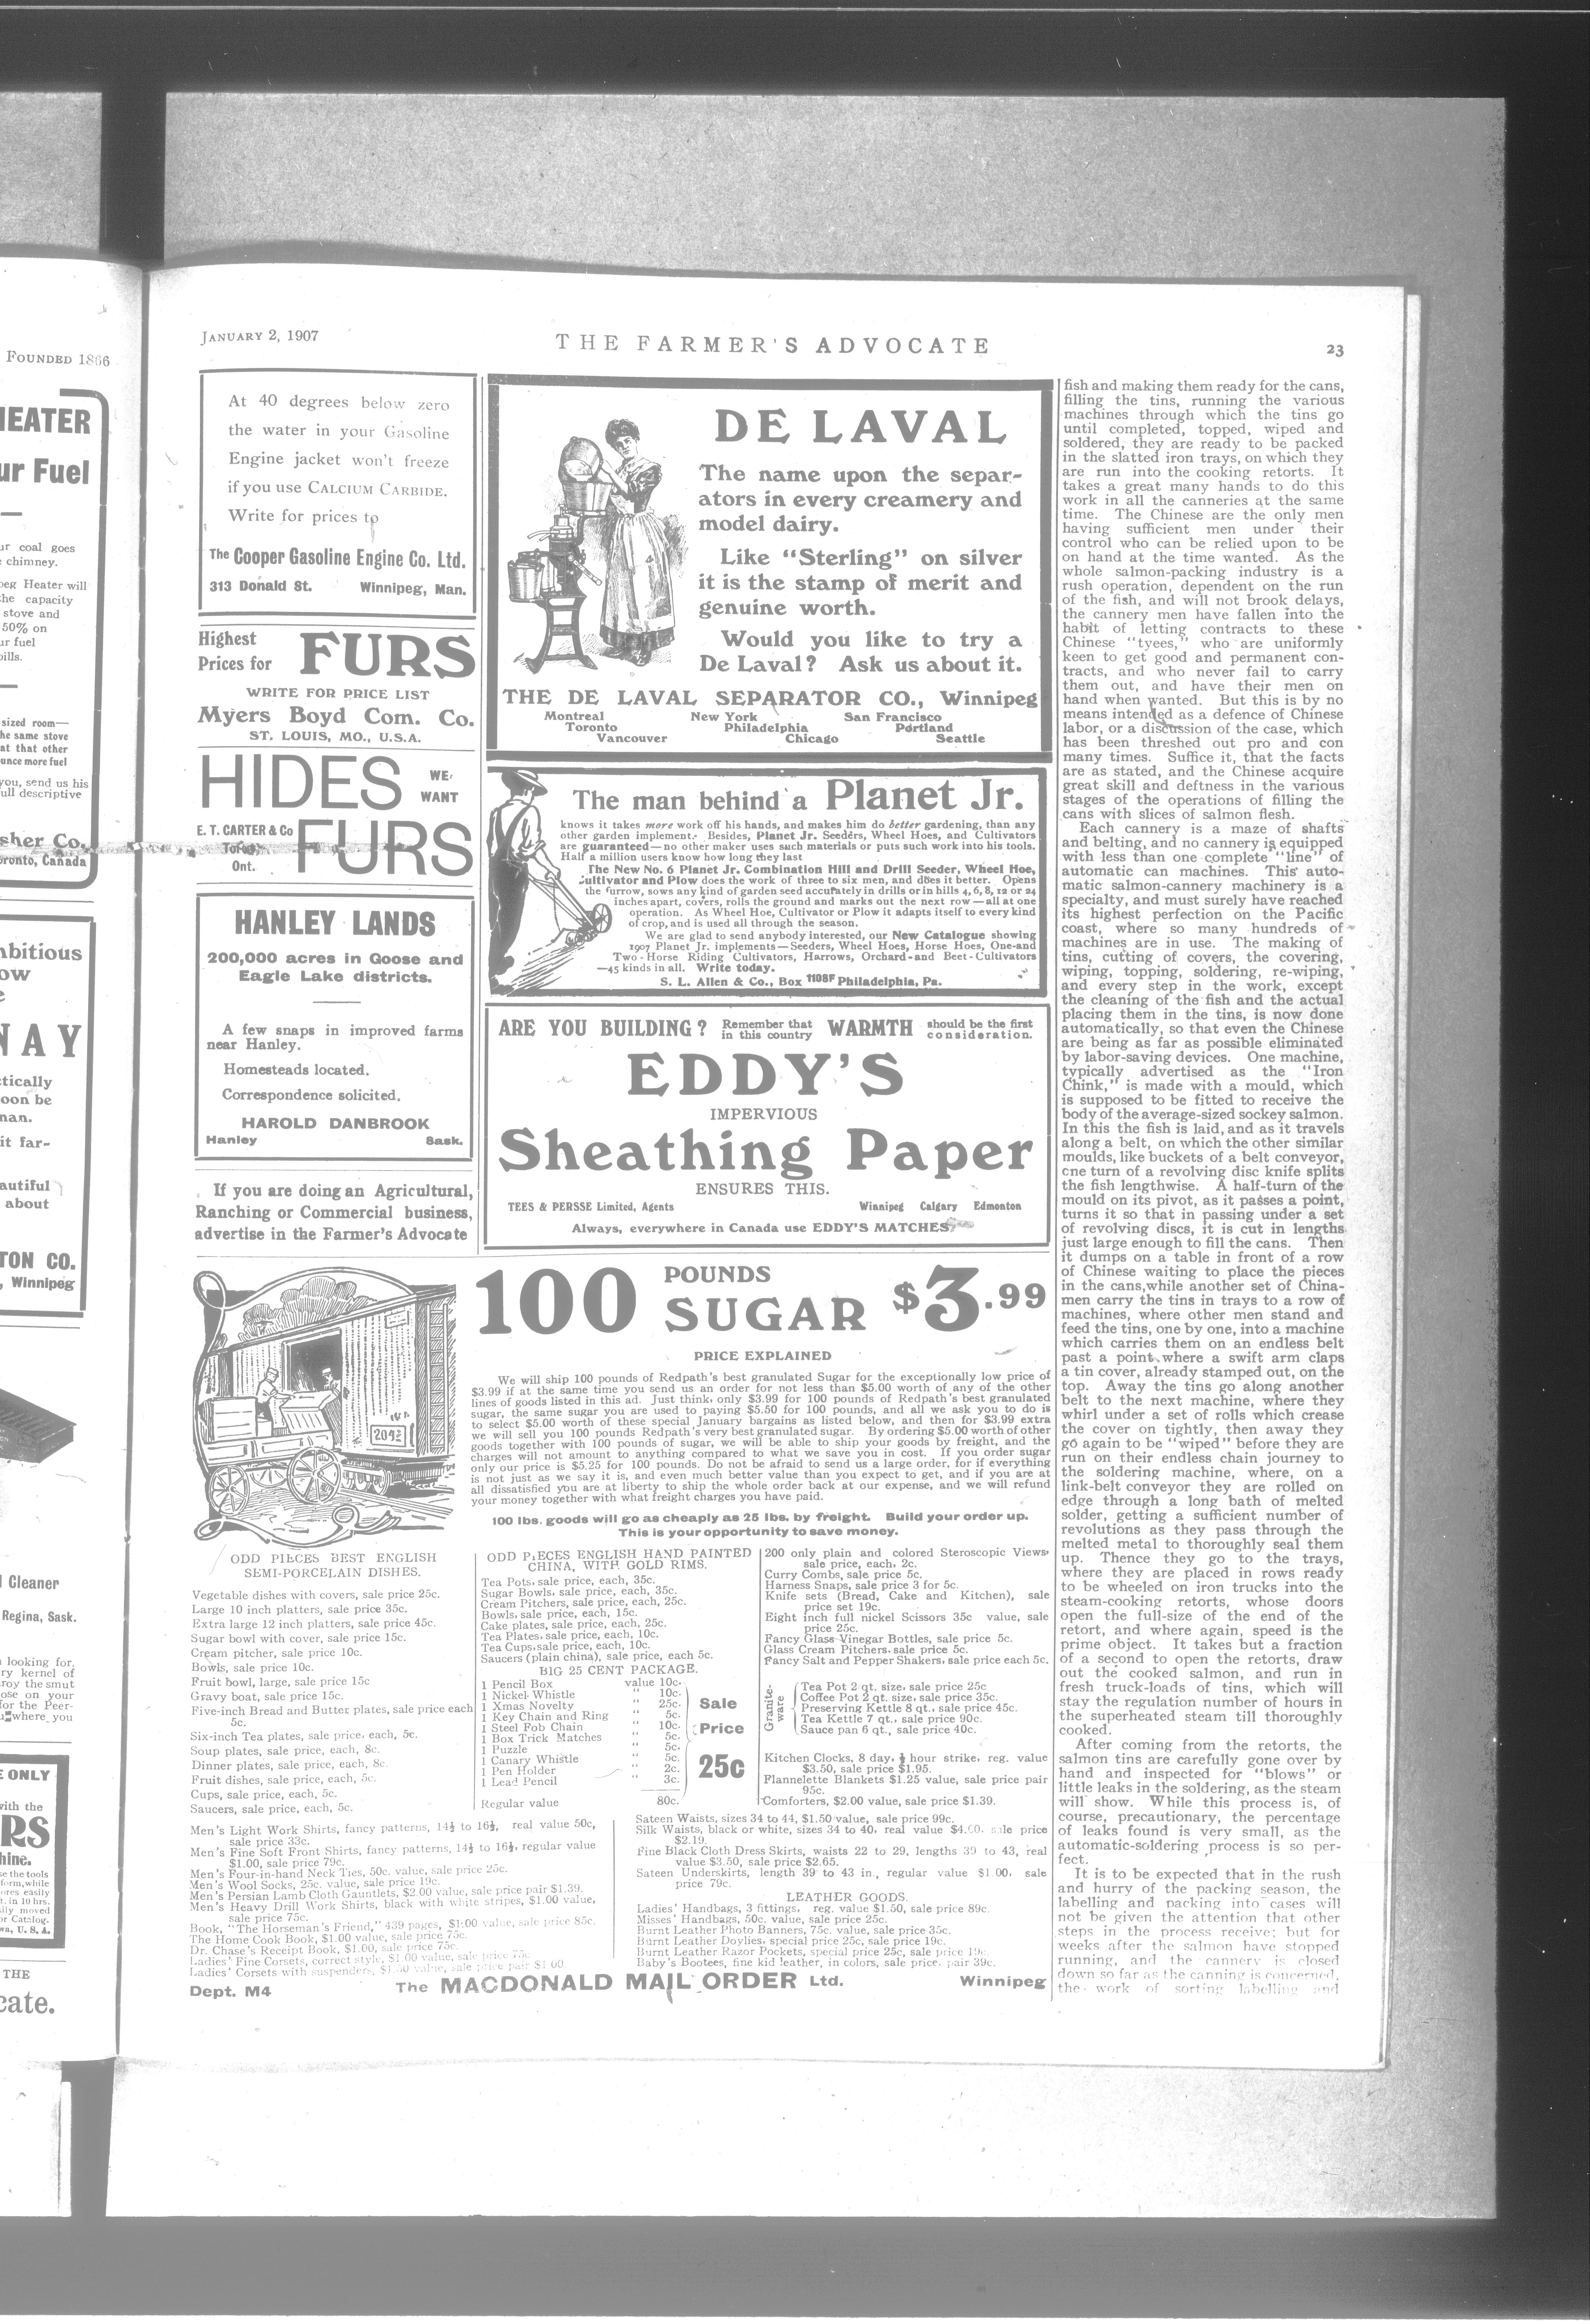 JANUARY 2, 1907
THE FARMER'S ADVOCATE
23
At 40 degrees below zero
the water in your Gasoline
Engine jacket won't freeze
if you use CALCIUM CARBIDE.
Write for prices to
The Cooper Gasoline Engine Co. Ltd.
313 Donald St. Winnipeg, Man.
Highest
Prices for
FURS
WRITE FOR PRICE LIST
Myers Boyd Com. Co.
ST. LOUIS, MO., U.S.A.
HIDES
WE
WANT
E. T. CARTER & Co
Ont.
FURS
HANLEY LANDS
200,000 acres in Goose and
Eagle Lake districts.
A few snaps in improved farms
near Hanley.
Homesteads located.
Correspondence solicited.
HAROLD DANBROOK
Hanley Sask.
If you are doing an Agricultural,
Ranching or Commercial business,
advertise in the Farmer's Advocate
DE LAVAL
The name upon the separ-
ators in every creamery and
model dairy.
Like "Sterling" on silver
it is the stamp of merit and
genuine worth.
Would you like to try a
De Laval? Ask us about it.
THE DE LAVAL SEPARATOR CO., Winnipeg
Montreal New York San Francisco
Toronto Philadelphia Portland
Vancouver Chicago Seattle
The man behind a Planet Jr.
knows it takes more work off his hands, and makes him do better gardening, than any
other garden implement. Besides, Planet Jr. Seeders, Wheel Hoes, and Cultivators
are guaranteed—no other maker uses such materials or puts such work into his tools.
Half a million users know how long they last
The New No. 6 Planet Jr. Combination Hill and Drill Seeder, Wheel Hoe,
Cultivator and Plow does the work of three to six men, and does it better. Opens
the furrow, sows any kind of garden seed accurately in drills or in hills 4, 6, 8, 12 or 24
inches apart, covers, rolls the ground and marks out the next row—all at one
operation. As Wheel Hoe, Cultivator or Plow it adapts itself to every kind
of crop, and is used all through the season.
We are glad to send anybody interested, our New Catalogue showing
1907 Planet Jr. implements—Seeders, Wheel Hoes, Horse Hoes, One-and
Two-Horse Riding Cultivators, Harrows, Orchard-and Beet-Cultivators
—45 kinds in all. Write today.
S. L. Allen & Co., Box 1108F Philadelphia, Pa.
ARE YOU BUILDING? Remember that in this country WARMTH should be the first consideration.
EDDY'S
IMPERVIOUS
Sheathing Paper
ENSURES THIS.
TEES & PERSSE Limited, Agents Winnipeg Calgary Edmonton
Always, everywhere in Canada use EDDY'S MATCHES
100 POUNDS SUGAR $3.99
PRICE EXPLAINED
We will ship 100 pounds of Redpath's best granulated Sugar for the exceptionally low price of
$3.99 if at the same time you send us an order for not less than $5.00 worth of any of the other
lines of goods listed in this ad. Just think, only $3.99 for 100 pounds of Redpath's best granulated
sugar, the same sugar you are used to paying $5.50 for 100 pounds, and all we ask you to do is
to select $5.00 worth of these special January bargains as listed below, and then for $3.99 extra
we will sell you 100 pounds Redpath's very best granulated sugar. By ordering $5.00 worth of other
goods together with 100 pounds of sugar, we will be able to ship your goods by freight, and the
charges will not amount to anything compared to what we save you in cost. If you order sugar
only our price is $5.25 for 100 pounds. Do not be afraid to send us a large order, for if everything
is not just as we say it is, and even much better value than you expect to get, and if you are at
all dissatisfied you are at liberty to ship the whole order back at our expense, and we will refund
your money together with what freight charges you have paid.
100 lbs. goods will go as cheaply as 25 lbs. by freight. Build your order up.
This is your opportunity to save money.
ODD PIECES BEST ENGLISH
SEMI-PORCELAIN DISHES.
Vegetable dishes with covers, sale price 25c.
Large 10 inch platters, sale price 35c.
Extra large 12 inch platters, sale price 45c.
Sugar bowl with cover, sale price 15c.
Cream pitcher, sale price 10c.
Bowls, sale price 10c.
Fruit bowl, large, sale price 15c
Gravy boat, sale price 15c.
Five-inch Bread and Butter plates, sale price each
5c.
Six-inch Tea plates, sale price, each, 5c.
Soup plates, sale price, each, 8c.
Dinner plates, sale price, each, 8c.
Fruit dishes, sale price, each, 5c.
Cups, sale price, each, 5c.
Saucers, sale price, each, 5c.
ODD PIECES ENGLISH HAND PAINTED
CHINA, WITH GOLD RIMS.
Tea Pots, sale price, each, 35c.
Sugar Bowls, sale price, each, 35c.
Cream Pitchers, sale price, each, 25c.
Bowls, sale price, each, 15c.
Cake plates, sale price, each, 25c.
Tea Plates, sale price, each, 10c.
Tea Cups, sale price, each, 10c.
Saucers (plain china), sale price, each 5c.
BIG 25 CENT PACKAGE.
1 Pencil Box value 10c.
1 Nickel Whistle " 10c.
1 Xmas Novelty " 25c.
1 Key Chain and Ring " 5c.
1 Steel Fob Chain " 10c.
1 Box Trick Matches " 5c.
1 Puzzle " 5c.
1 Canary Whistle " 5c.
1 Pen Holder " 2c.
1 Lead Pencil " 3c.
Regular value 80c.
Sale
Price
25c
200 only plain and colored Steroscopic Views,
sale price, each, 2c.
Curry Combs, sale price 5c.
Harness Snaps, sale price 3 for 5c.
Knife sets (Bread, Cake and Kitchen), sale
price set 19c.
Eight inch full nickel Scissors 35c value, sale
price 25c.
Fancy Glass Vinegar Bottles, sale price 5c.
Glass Cream Pitchers, sale price 5c.
Fancy Salt and Pepper Shakers, sale price each 5c.
Graniteware
Tea Pot 2 qt. size, sale price 25c
Coffee Pot 2 qt. size, sale price 35c.
Preserving Kettle 8 qt., sale price 45c.
Tea Kettle 7 qt., sale price 90c.
Sauce pan 6 qt., sale price 40c.
Kitchen Clocks, 8 day, ½ hour strike, reg. value
$3.50, sale price $1.95.
Flannelette Blankets $1.25 value, sale price pair
95c.
Comforters, $2.00 value, sale price $1.39.
Men's Light Work Shirts, fancy patterns, 14½ to 16½, real value 50c,
sale price 33c.
Men's Fine Soft Front Shirts, fancy patterns, 14½ to 16½, regular value
$1.00, sale price 79c.
Men's Four-in-hand Neck Ties, 50c. value, sale price 25c.
Men's Wool Socks, 25c. value, sale price 19c.
Men's Persian Lamb Cloth Gauntlets, $2.00 value, sale price pair $1.39.
Men's Heavy Drill Work Shirts, black with white stripes, $1.00 value,
sale price 75c.
Book, "The Horseman's Friend," 439 pages, $1.00 value, sale price 85c.
The Home Cook Book, $1.00 value, sale price 75c.
Dr. Chase's Receipt Book, $1.00, sale price 75c.
Ladies' Fine Corsets, correct style, $1.00 value, sale price 75c.
Ladies' Corsets with suspenders, $1.50 value, sale price pair $1.00.
Sateen Waists, sizes 34 to 44, $1.50 value, sale price 99c.
Silk Waists, black or white, sizes 34 to 40, real value $4.00, sale price
$2.19.
Fine Black Cloth Dress Skirts, waists 22 to 29, lengths 39 to 43, real
value $3.50, sale price $2.65.
Sateen Underskirts, length 39 to 43 in., regular value $1.00, sale
price 79c.
LEATHER GOODS.
Ladies' Handbags, 3 fittings, reg. value $1.50, sale price 89c.
Misses' Handbags, 50c. value, sale price 25c.
Burnt Leather Photo Banners, 75c. value, sale price 35c.
Burnt Leather Doylies, special price 25c, sale price 19c.
Burnt Leather Razor Pockets, special price 25c, sale price 19c.
Baby's Bootees, fine kid leather, in colors, sale price, pair 39c.
Dept. M4 The MACDONALD MAIL ORDER Ltd. Winnipeg
fish and making them ready for the cans,
filling the tins, running the various
machines through which the tins go
until completed, topped, wiped and
soldered, they are ready to be packed
in the slatted iron trays, on which they
are run into the cooking retorts. It
takes a great many hands to do this
work in all the canneries at the same
time. The Chinese are the only men
having sufficient men under their
control who can be relied upon to be
on hand at the time wanted. As the
whole salmon-packing industry is a
rush operation, dependent on the run
of the fish, and will not brook delays,
the cannery men have fallen into the
habit of letting contracts to these
Chinese "tyees," who are uniformly
keen to get good and permanent con-
tracts, and who never fail to carry
them out, and have their men on
hand when wanted. But this is by no
means intended as a defence of Chinese
labor, or a discussion of the case, which
has been threshed out pro and con
many times. Suffice it, that the facts
are as stated, and the Chinese acquire
great skill and deftness in the various
stages of the operations of filling the
cans with slices of salmon flesh.
Each cannery is a maze of shafts
and belting, and no cannery is equipped
with less than one complete "line" of
automatic can machines. This auto-
matic salmon-cannery machinery is a
specialty, and must surely have reached
its highest perfection on the Pacific
coast, where so many hundreds of
machines are in use. The making of
tins, cutting of covers, the covering,
wiping, topping, soldering, re-wiping,
and every step in the work, except
the cleaning of the fish and the actual
placing them in the tins, is now done
automatically, so that even the Chinese
are being as far as possible eliminated
by labor-saving devices. One machine,
typically advertised as the "Iron
Chink," is made with a mould, which
is supposed to be fitted to receive the
body of the average-sized sockey salmon.
In this the fish is laid, and as it travels
along a belt, on which the other similar
moulds, like buckets of a belt conveyor,
one turn of a revolving disc knife splits
the fish lengthwise. A half-turn of the
mould on its pivot, as it passes a point,
turns it so that in passing under a set
of revolving discs, it is cut in lengths
just large enough to fill the cans. Then
it dumps on a table in front of a row
of Chinese waiting to place the pieces
in the cans, while another set of China-
men carry the tins in trays to a row of
machines, where other men stand and
feed the tins, one by one, into a machine
which carries them on an endless belt
past a point where a swift arm claps
a tin cover, already stamped out, on the
top. Away the tins go along another
belt to the next machine, where they
whirl under a set of rolls which crease
the cover on tightly, then away they
go again to be "wiped" before they are
run on their endless chain journey to
the soldering machine, where, on a
link-belt conveyor they are rolled on
edge through a long bath of melted
solder, getting a sufficient number of
revolutions as they pass through the
melted metal to thoroughly seal them
up. Thence they go to the trays,
where they are placed in rows ready
to be wheeled on iron trucks into the
steam-cooking retorts, whose doors
open the full-size of the end of the
retort, and where again, speed is the
prime object. It takes but a fraction
of a second to open the retorts, draw
out the cooked salmon, and run in
fresh truck-loads of tins, which will
stay the regulation number of hours in
the superheated steam till thoroughly
cooked.
After coming from the retorts, the
salmon tins are carefully gone over by
hand and inspected for "blows" or
little leaks in the soldering, as the steam
will show. While this process is, of
course, precautionary, the percentage
of leaks found is very small, as the
automatic-soldering process is so per-
fect.
It is to be expected that in the rush
and hurry of the packing season, the
labelling and packing into cases will
not be given the attention that other
steps in the process receive; but for
weeks after the salmon have stopped
running, and the cannery is closed
down so far as the canning is concerned,
the work of sorting labelling and